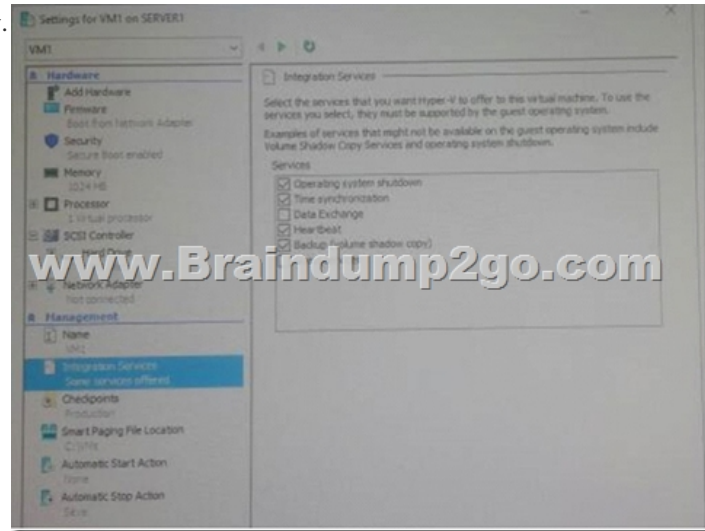 Settings for VM1 on SERVER1
VM1
Hardware
Add Hardware
Firmware
Boot from Network Adapter
Security
Secure Boot enabled
Memory
1024 MB
Processor
1 Virtual processor
SCSI Controller
Hard Drive
Network Adapter
Not connected
Management
Name
VM1
Integration Services
Some services offered
Checkpoints
Production
Smart Paging File Location
Automatic Start Action
None
Automatic Stop Action
Save
Integration Services
Select the services that you want Hyper-V to offer to this virtual machine. To use the
services you select, they must be supported by the guest operating system.
Examples of services that might not be available on the guest operating system include
Volume Shadow Copy Services and operating system shutdown.
Services
Operating system shutdown
Time synchronization
Data Exchange
Heartbeat
Backup (volume shadow copy)
www.Braindump2go.com